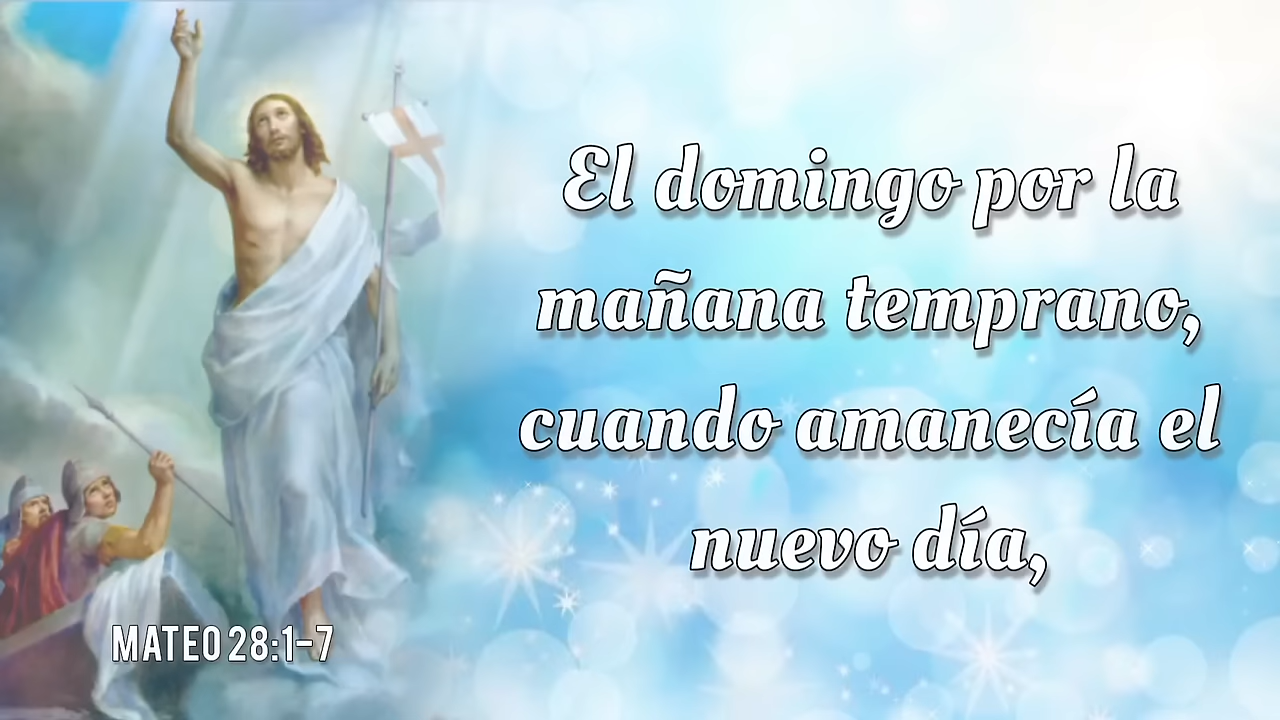 El domingo por la
mañana temprano,
cuando amanecía el
nuevo día,
MATEO 28:1-7